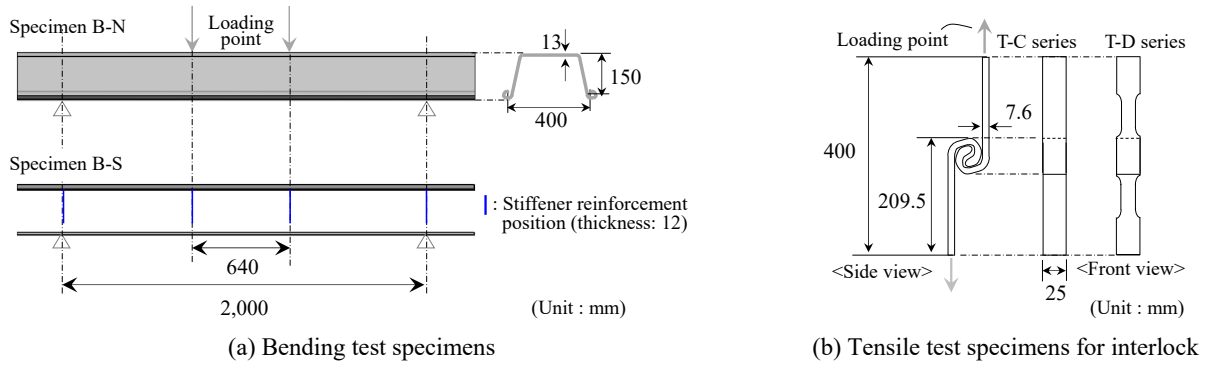 Specimen B-N
Loading
point
13
150
400
Specimen B-S
: Stiffener reinforcement
position (thickness: 12)
640
2,000
(Unit : mm)
(a) Bending test specimens
Loading point
T-C series
T-D series
7.6
400
209.5
<Side view>
<Front view>
25
(Unit : mm)
(b) Tensile test specimens for interlock